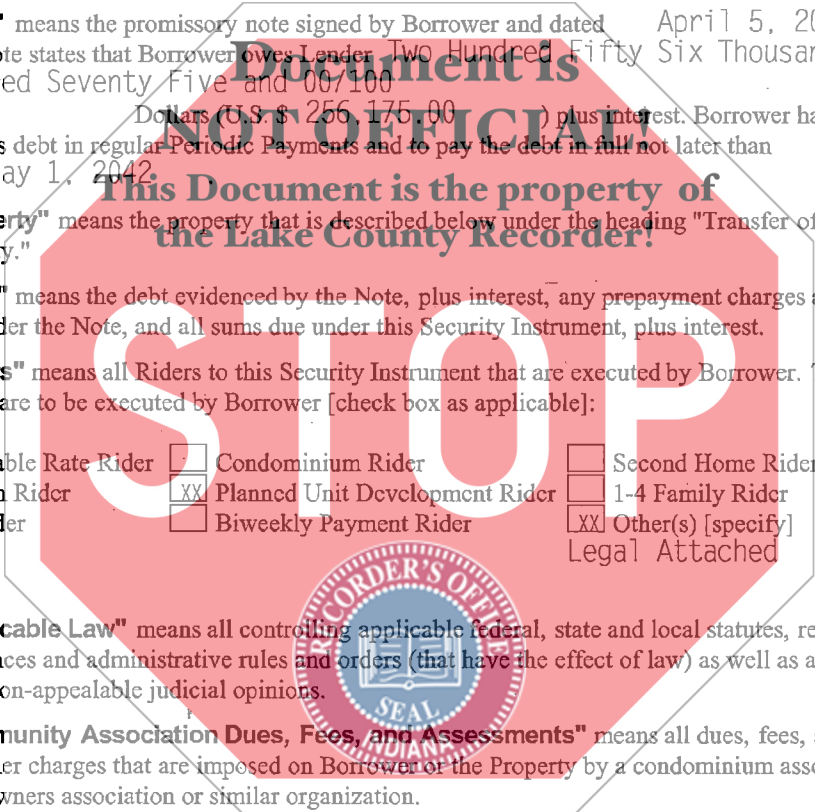 " means the promissory note signed by Borrower and dated April 5, 20
te states that Borrower owes Lender Two Hundred Fifty Six Thousan
ed Seventy Five and 00/100
Dollars (U.S. $ 256,175.00 ) plus interest. Borrower ha
s debt in regular Periodic Payments and to pay the debt in full not later than
ay 1, 2042
Document is
NOT OFFICIAL!
This Document is the property of
the Lake County Recorder!
erty" means the property that is described below under the heading "Transfer of
y."
" means the debt evidenced by the Note, plus interest, any prepayment charges a
der the Note, and all sums due under this Security Instrument, plus interest.
s" means all Riders to this Security Instrument that are executed by Borrower. T
are to be executed by Borrower [check box as applicable]:
STOP
able Rate Rider Condominium Rider Second Home Rider
n Rider XX Planned Unit Development Rider 1-4 Family Rider
der Biweekly Payment Rider XX Other(s) [specify]
Legal Attached
RECORDER'S OFFICE
SEAL
INDIANA
cable Law" means all controlling applicable federal, state and local statutes, re
ces and administrative rules and orders (that have the effect of law) as well as a
on-appealable judicial opinions.
munity Association Dues, Fees, and Assessments" means all dues, fees,
er charges that are imposed on Borrower or the Property by a condominium asso
wners association or similar organization.